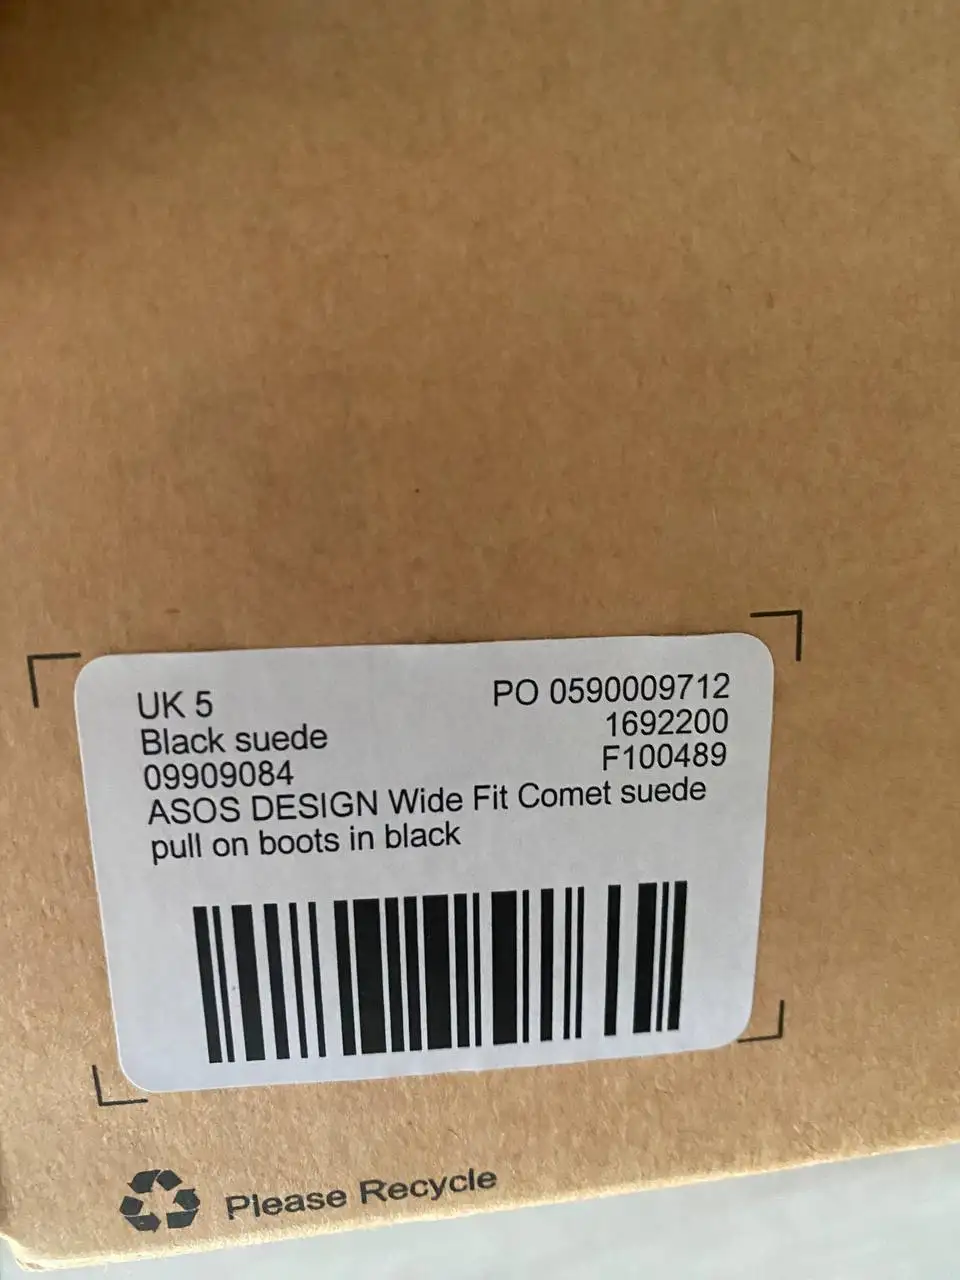 UK 5
PO 0590009712
Black suede
1692200
09909084
F100489
ASOS DESIGN Wide Fit Comet suede
pull on boots in black
Please Recycle